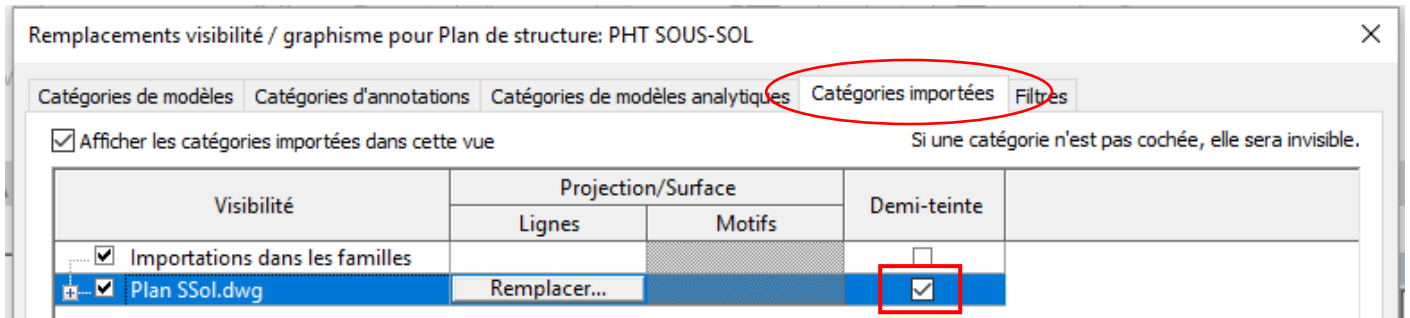 Remplacements visibilité / graphisme pour Plan de structure: PHT SOUS-SOL
Catégories de modèles Catégories d'annotations Catégories de modèles analytiques Catégories importées Filtres
Afficher les catégories importées dans cette vue Si une catégorie n'est pas cochée, elle sera invisible.
Visibilité Projection/Surface Demi-teinte
Lignes Motifs
Importations dans les familles
Plan SSol.dwg Remplacer...